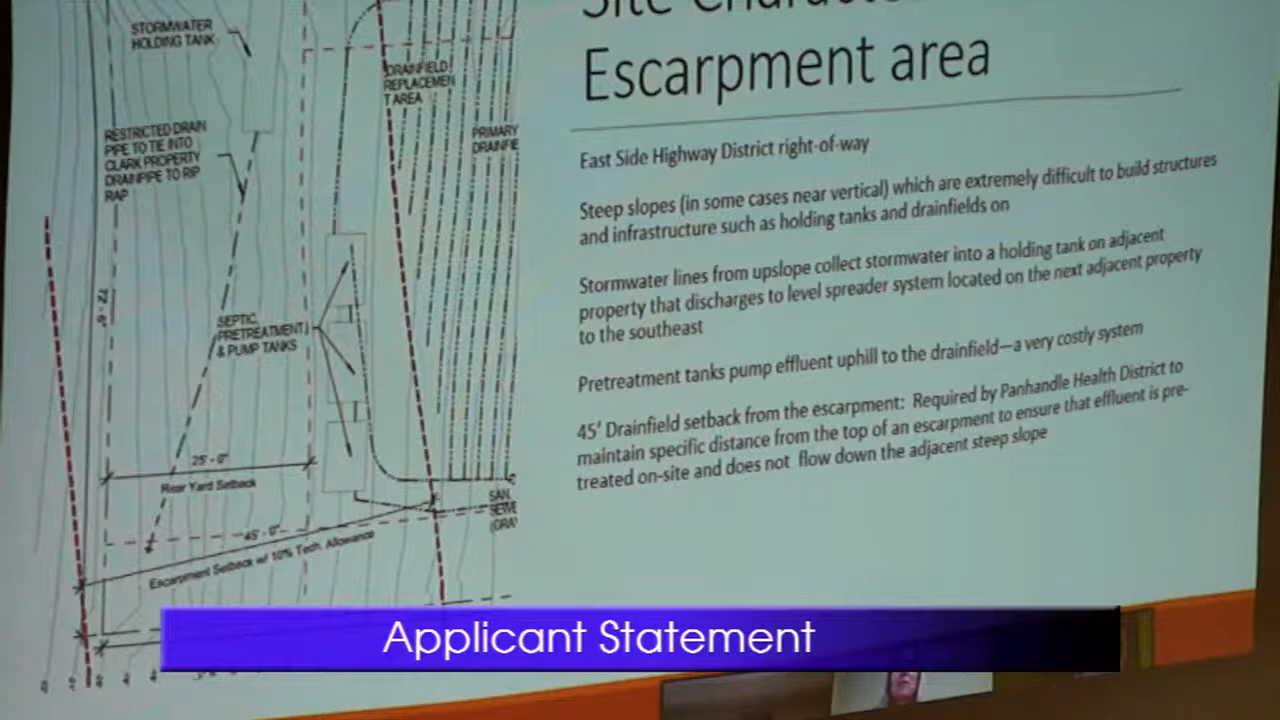 Escarpment area
East Side Highway District right-of-way
Steep slopes (in some cases near vertical) which are extremely difficult to build structures
and infrastructure such as holding tanks and drainfields on
Stormwater lines from upslope collect stormwater into a holding tank on adjacent
property that discharges to level spreader system located on the next adjacent property
to the southeast
Pretreatment tanks pump effluent uphill to the drainfield—a very costly system
45' Drainfield setback from the escarpment: Required by Panhandle Health District to
maintain specific distance from the top of an escarpment to ensure that effluent is pre-
treated on-site and does not flow down the adjacent steep slope
STORMWATER
HOLDING TANK
DRAINFIELD
REPLACEMEN
T AREA
PRIMARY
DRAINFIE
RESTRICTED DRAIN
PIPE TO TIE INTO
CLARK PROPERTY
DRAINPIPE TO RIP
RAP
SEPTIC,
PRETREATMENT
& PUMP TANKS
25' - 0"
Rear Yard Setback
45' - 0"
Escarpment Setback w/ 10% Tech. Allowance
SAN.
SERVI
(GRA
Applicant Statement